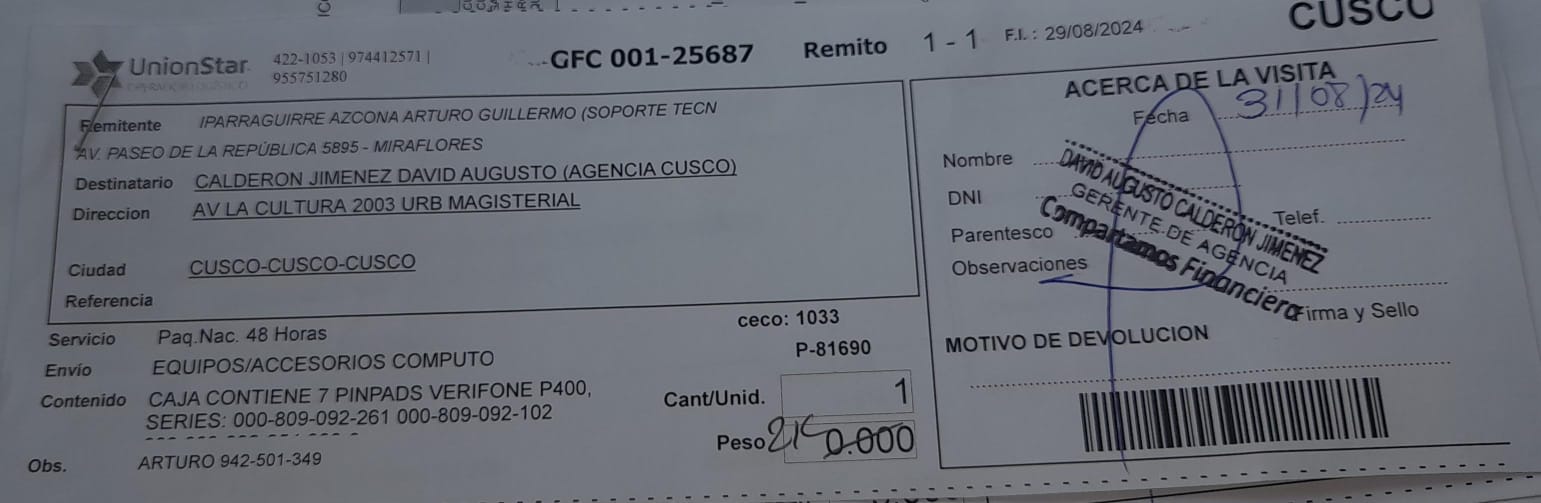 CUSCO
UnionStar
OPERADOR LOGÍSTICO
422-1053 | 974412571 |
955751280
GFC 001-25687 Remito 1 - 1 F.I. : 29/08/2024
Remitente IPARRAGUIRRE AZCONA ARTURO GUILLERMO (SOPORTE TECN
AV. PASEO DE LA REPÚBLICA 5895 - MIRAFLORES
Destinatario CALDERON JIMENEZ DAVID AUGUSTO (AGENCIA CUSCO)
Direccion AV LA CULTURA 2003 URB MAGISTERIAL
Ciudad CUSCO-CUSCO-CUSCO
Referencia
Servicio Paq.Nac. 48 Horas
ceco: 1033
Envío EQUIPOS/ACCESORIOS COMPUTO
P-81690
Contenido CAJA CONTIENE 7 PINPADS VERIFONE P400,
SERIES: 000-809-092-261 000-809-092-102
Cant/Unid. 1
Peso 0.000
Obs. ARTURO 942-501-349
ACERCA DE LA VISITA
Fecha 31/08/24
Nombre
DNI
Telef.
Parentesco
Observaciones
DAVID AUGUSTO CALDERON JIMENEZ
GERENTE DE AGENCIA
Compartamos Financiera
Firma y Sello
MOTIVO DE DEVOLUCION